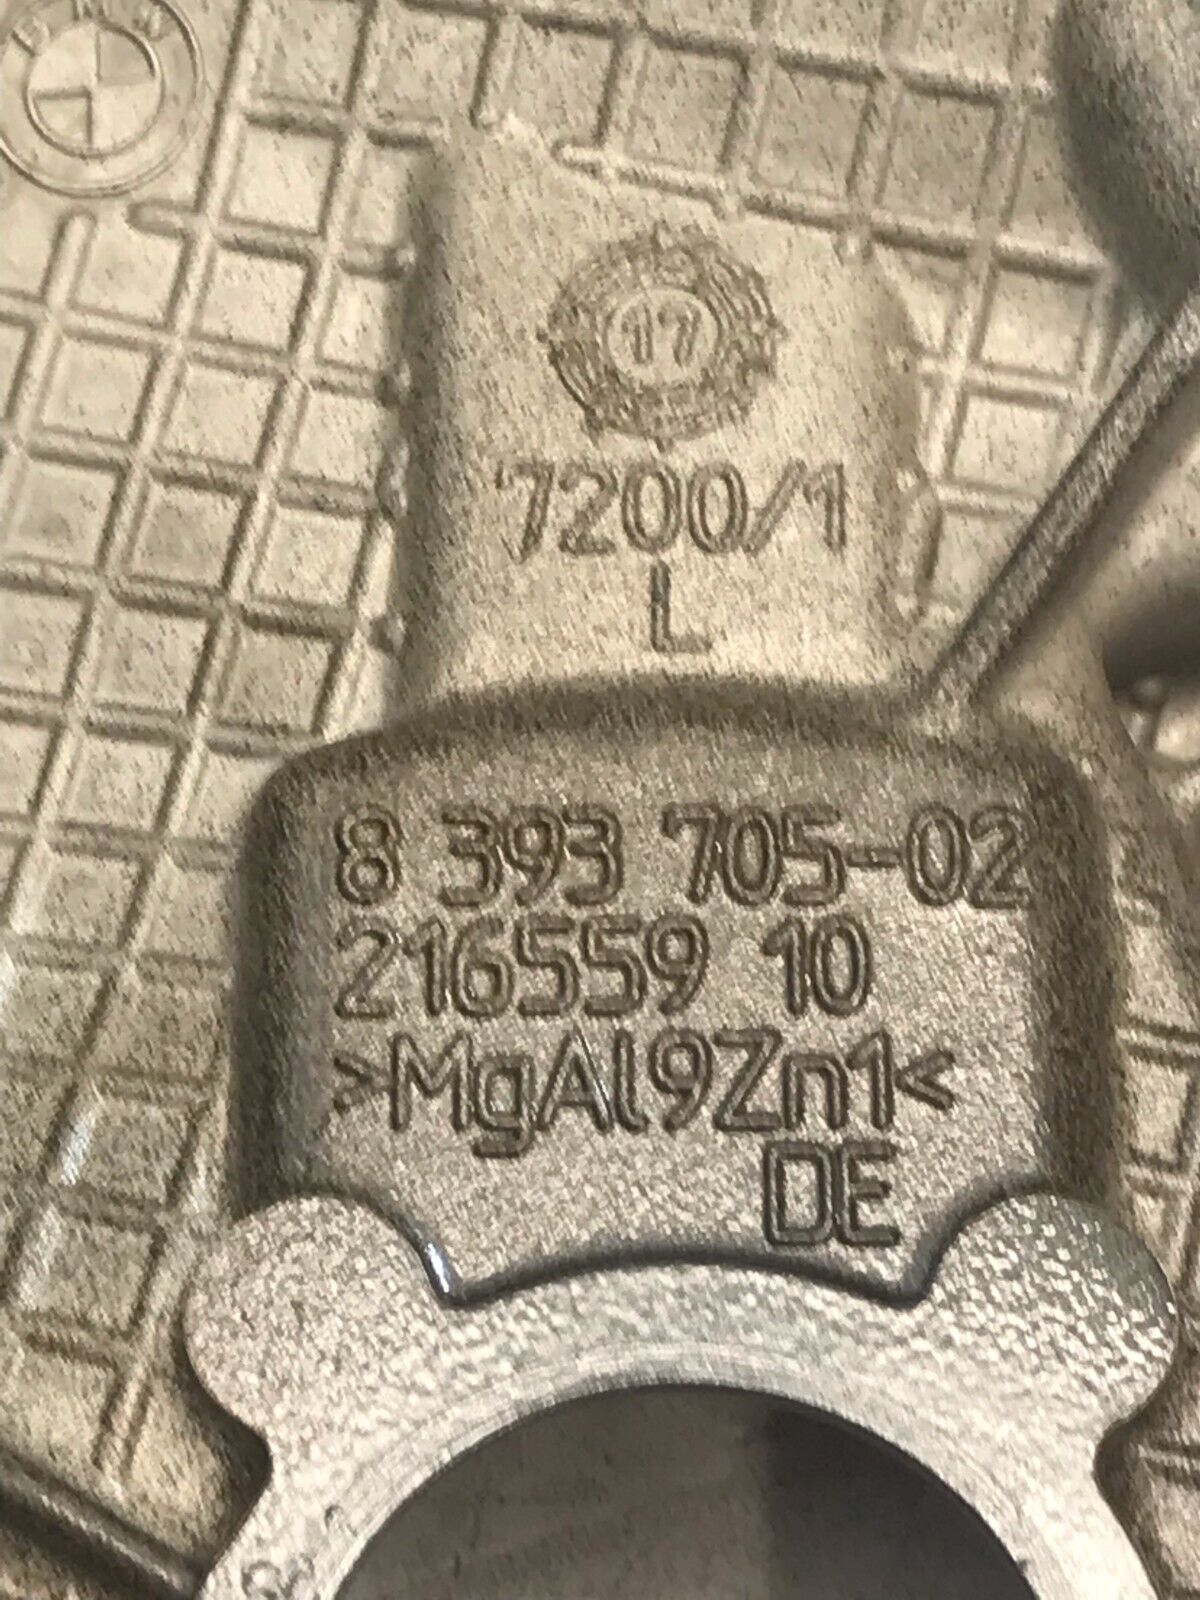 17
7200/1
L
8 393 705-02
216559 10
>MgAl9Zn1<
DE